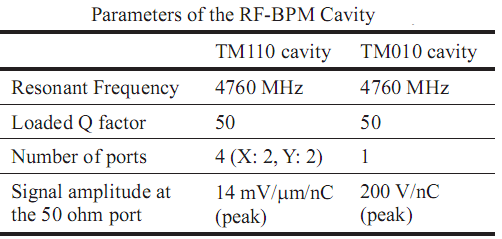 Parameters of the RF-BPM Cavity
TM110 cavity TM010 cavity
Resonant Frequency 4760 MHz 4760 MHz
Loaded Q factor 50 50
Number of ports 4 (X: 2, Y: 2) 1
Signal amplitude at 14 mV/μm/nC 200 V/nC
the 50 ohm port (peak) (peak)